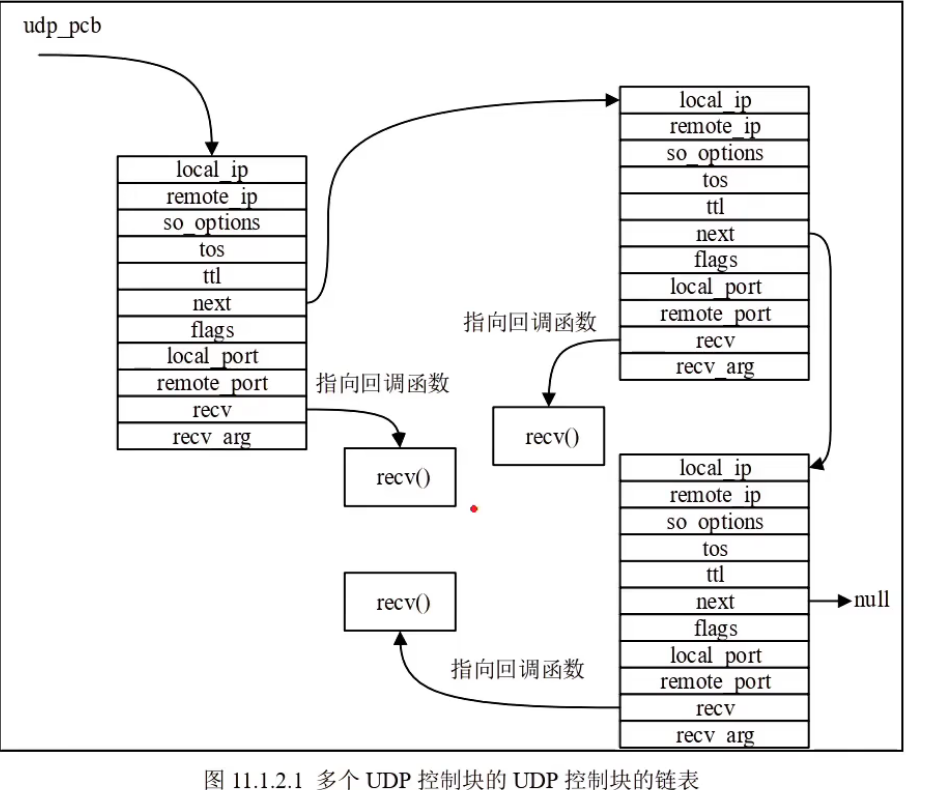 udp_pcb
local_ip
remote_ip
so_options
tos
ttl
next
flags
local_port
remote_port
recv
recv_arg
指向回调函数
recv()
local_ip
remote_ip
so_options
tos
ttl
next
flags
local_port
remote_port
recv
recv_arg
指向回调函数
recv()
local_ip
remote_ip
so_options
tos
ttl
next
null
flags
local_port
remote_port
recv
recv_arg
指向回调函数
recv()
图 11.1.2.1 多个 UDP 控制块的 UDP 控制块的链表